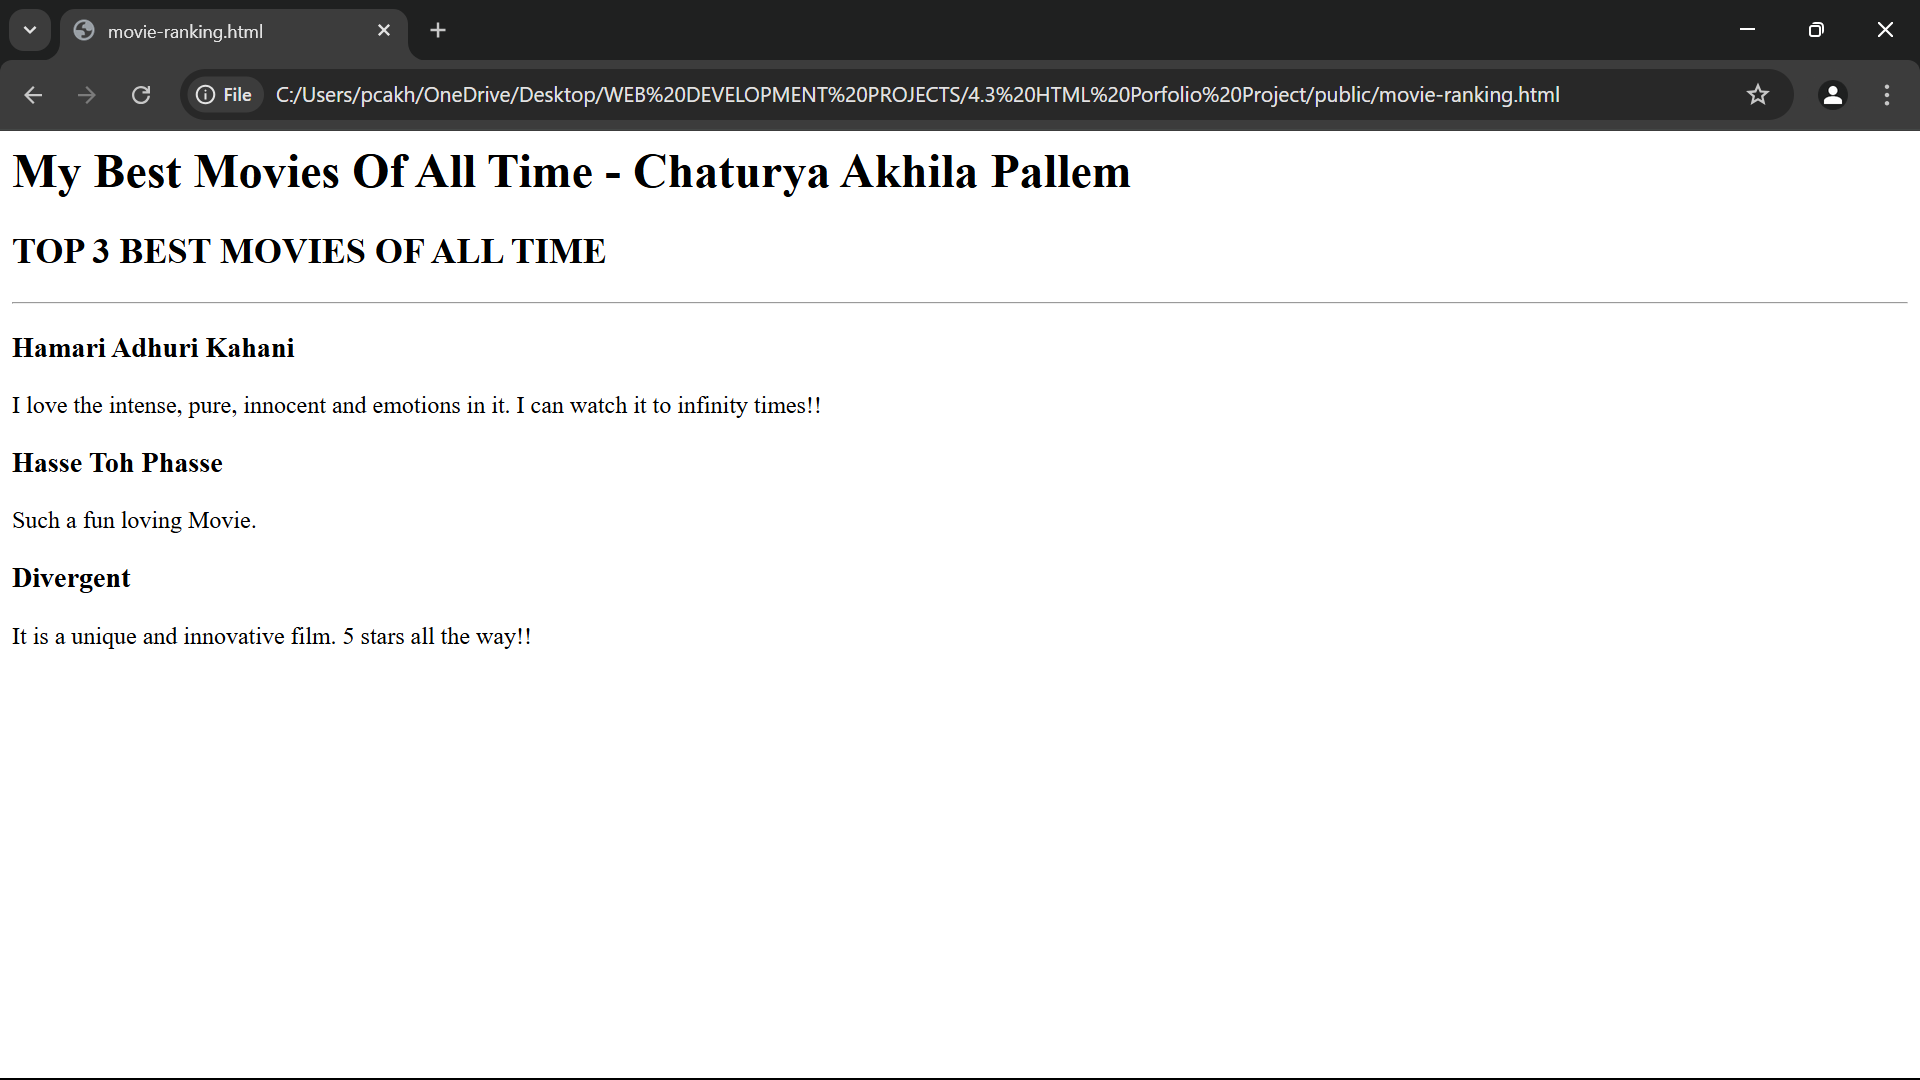 movie-ranking.html
File C:/Users/pcakh/OneDrive/Desktop/WEB%20DEVELOPMENT%20PROJECTS/4.3%20HTML%20Porfolio%20Project/public/movie-ranking.html
My Best Movies Of All Time - Chaturya Akhila Pallem
TOP 3 BEST MOVIES OF ALL TIME
Hamari Adhuri Kahani
I love the intense, pure, innocent and emotions in it. I can watch it to infinity times!!
Hasse Toh Phasse
Such a fun loving Movie.
Divergent
It is a unique and innovative film. 5 stars all the way!!